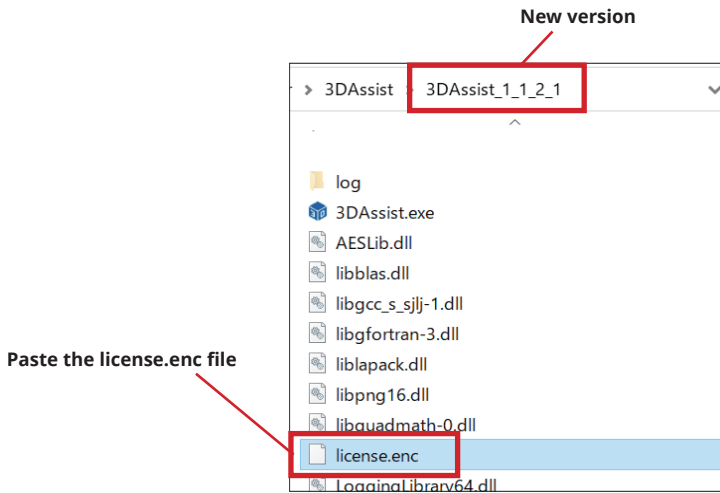 New version
3DAssist 3DAssist_1_1_2_1
log
3DAssist.exe
AESLib.dll
libblas.dll
libgcc_s_sjlj-1.dll
libgfortran-3.dll
liblapack.dll
Paste the license.enc file
libpng16.dll
libquadmath-0.dll
license.enc
LoggingLibrary64.dll